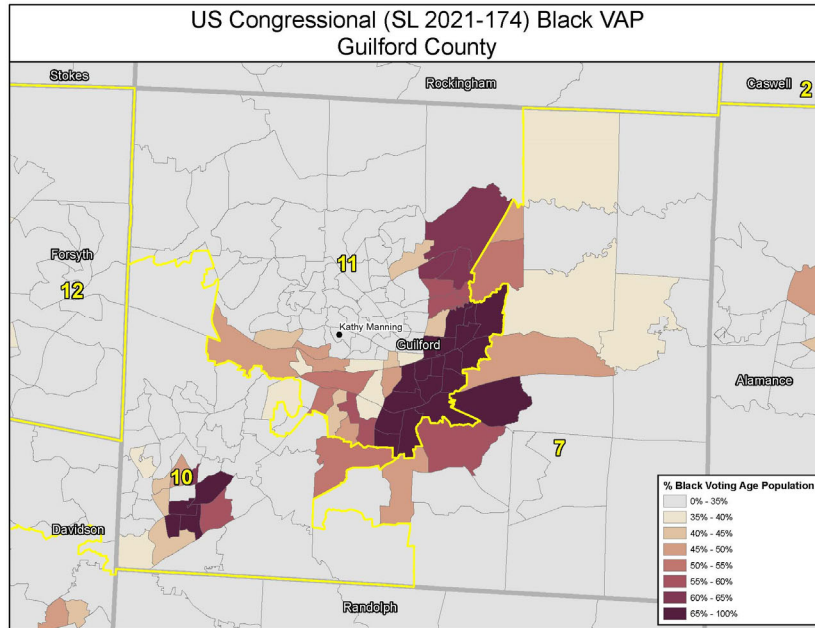 US Congressional (SL 2021-174) Black VAP
Guilford County
Stokes
Rockingham
Caswell
2
Forsyth
12
11
Kathy Manning
Guilford
Alamance
7
10
Davidson
Randolph
% Black Voting Age Population
0% - 35%
35% - 40%
40% - 45%
45% - 50%
50% - 55%
55% - 60%
60% - 65%
65% - 100%